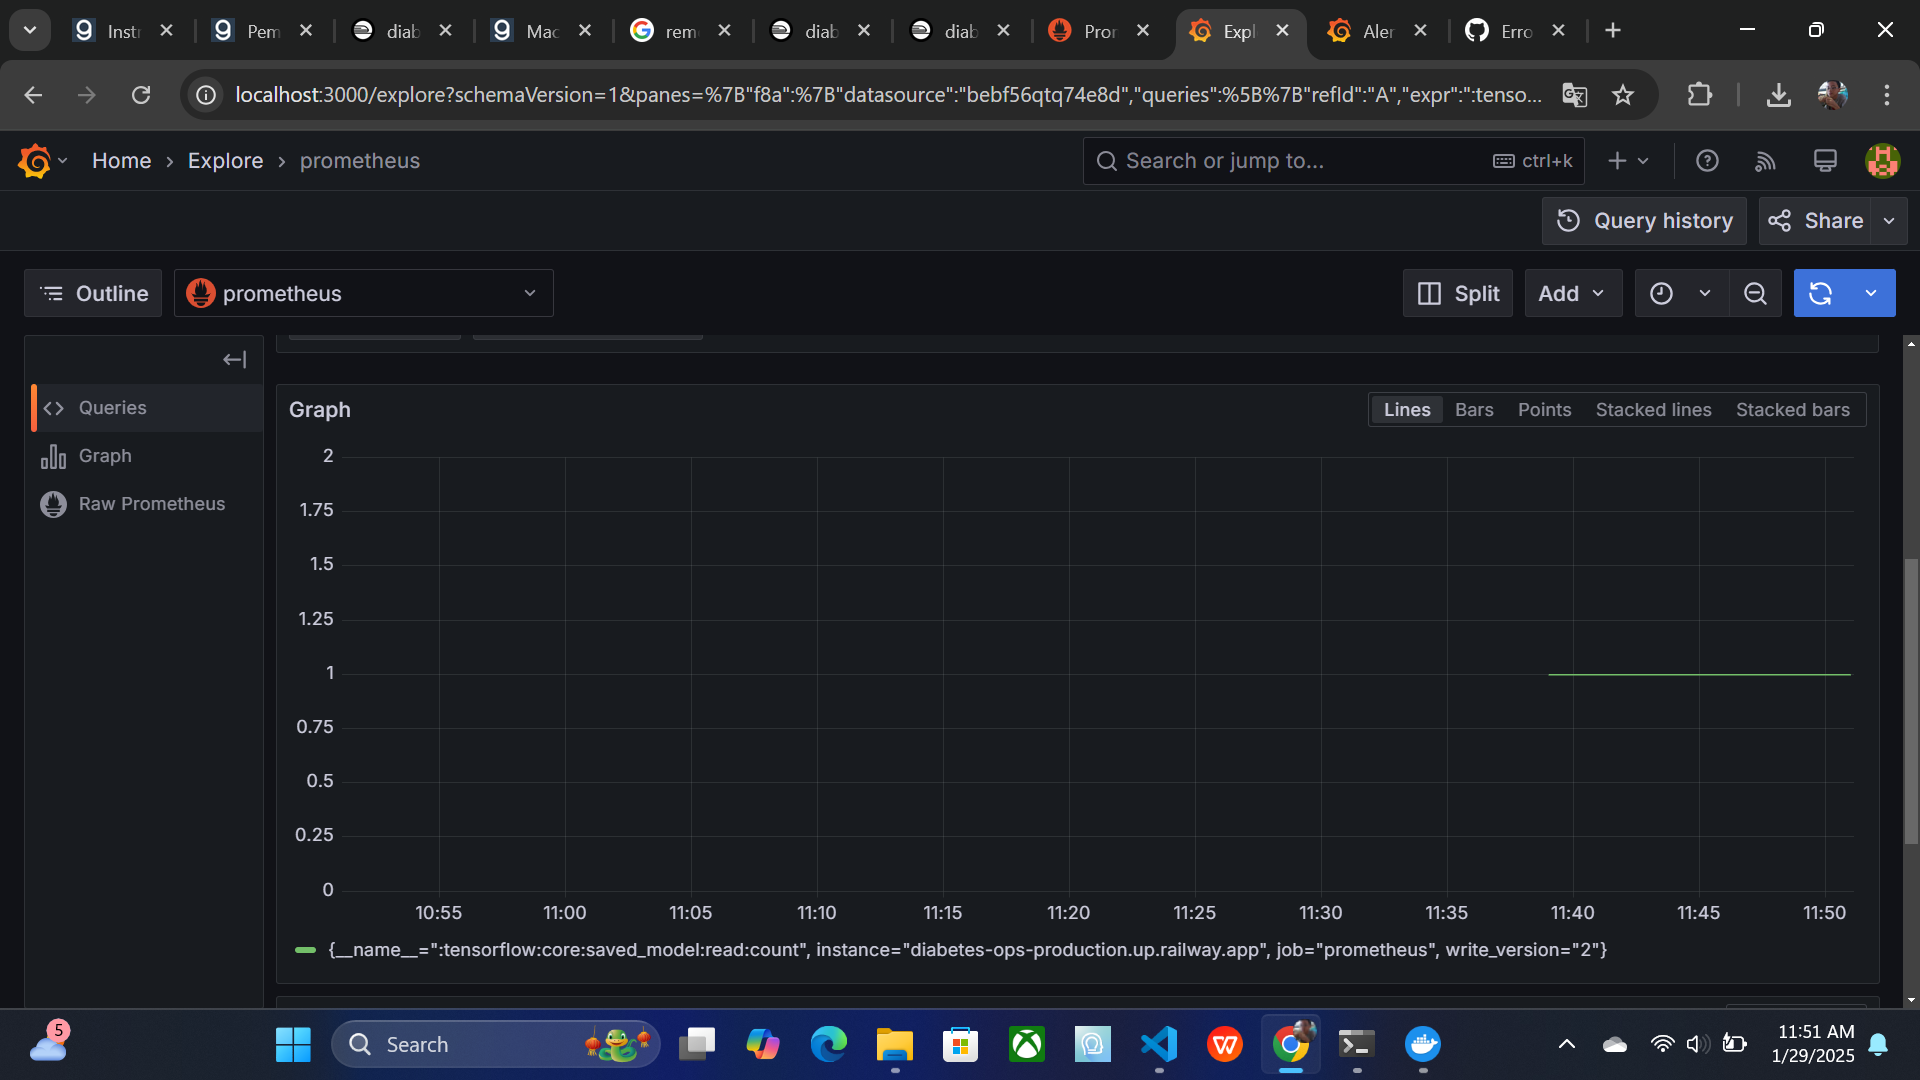 Instr
Pem
diab
Mac
rem
diab
diab
Pror
Expl
Aler
Erro
localhost:3000/explore?schemaVersion=1&panes=%7B"f8a":%7B"datasource":"bebf56qtq74e8d","queries":%5B%7B"refId":"A","expr":":tenso...
Home › Explore › prometheus
Search or jump to...
ctrl+k
Query history
Share
Outline
prometheus
Split
Add
Queries
Graph
Raw Prometheus
Graph
Lines
Bars
Points
Stacked lines
Stacked bars
2
1.75
1.5
1.25
1
0.75
0.5
0.25
0
10:55
11:00
11:05
11:10
11:15
11:20
11:25
11:30
11:35
11:40
11:45
11:50
{__name__=":tensorflow:core:saved_model:read:count", instance="diabetes-ops-production.up.railway.app", job="prometheus", write_version="2"}
5
Search
11:51 AM
1/29/2025